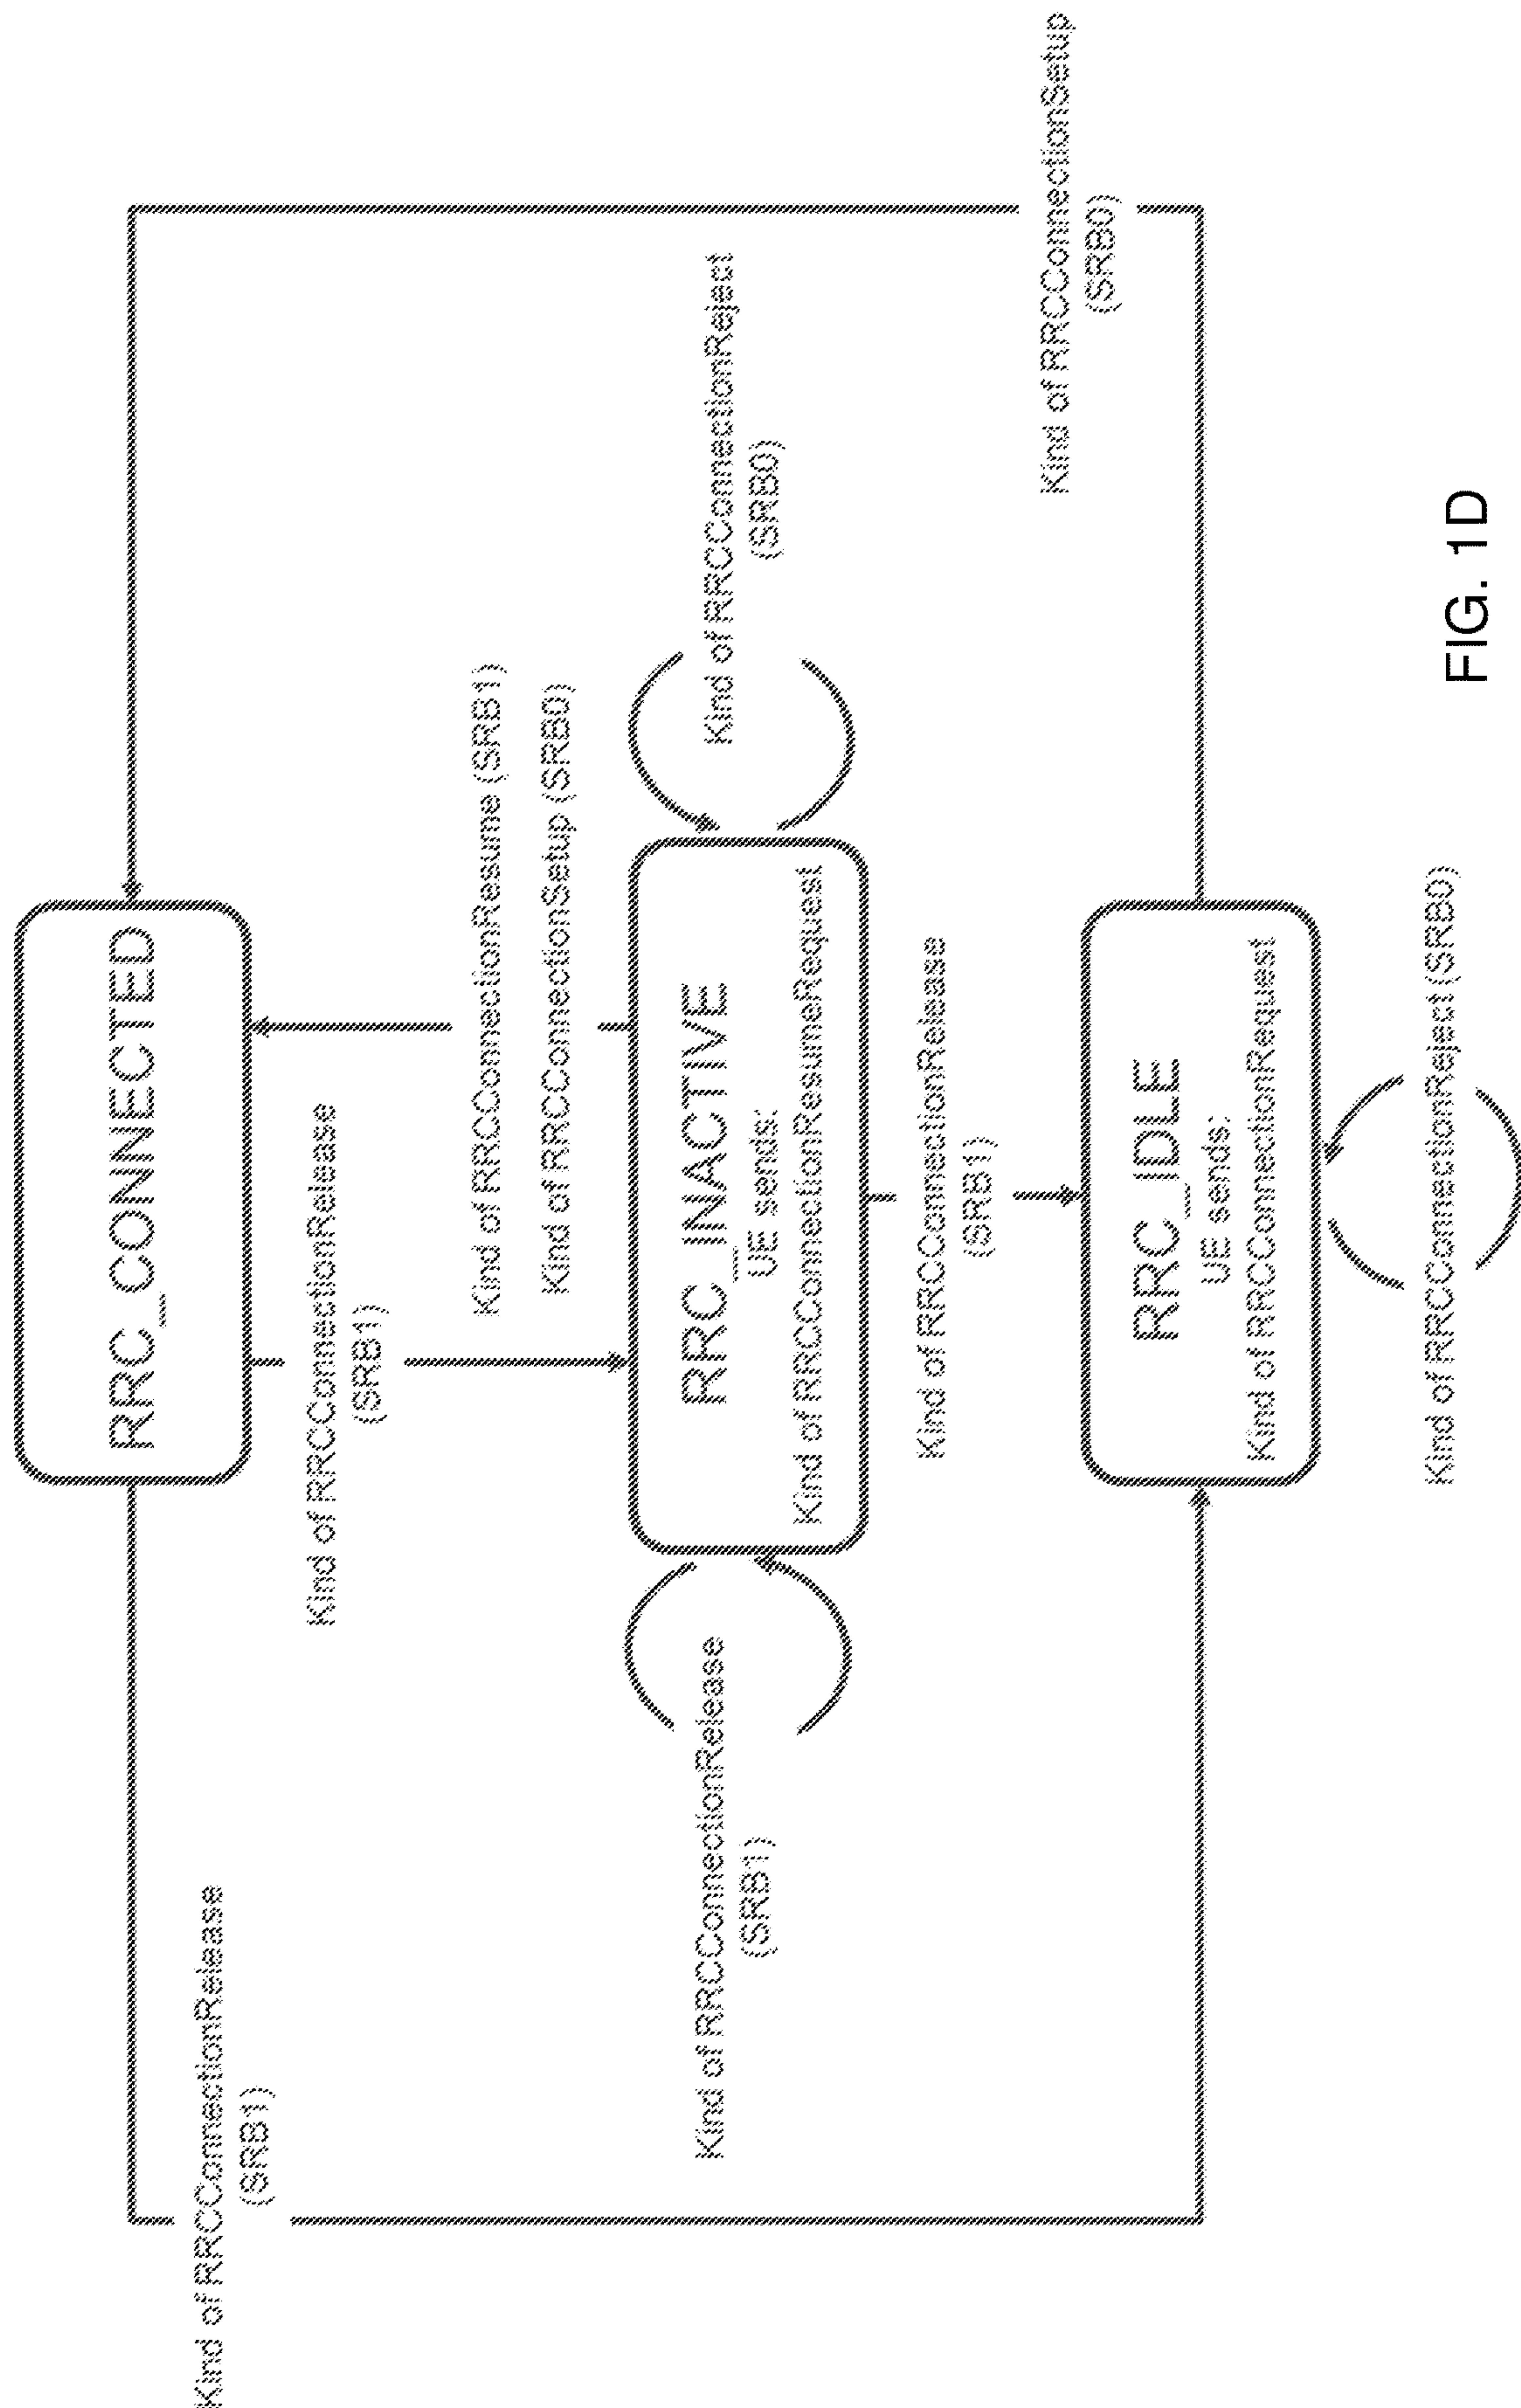 RRC_CONNECTED
Kind of RRCConnectionRelease
(SRB1)
Kind of RRCConnectionRelease
(SRB1)
Kind of RRCConnectionResume (SRB1)
Kind of RRCConnectionSetup (SRB0)
Kind of RRCConnectionRelease
(SRB1)
RRC_INACTIVE
UE sends:
Kind of RRCConnectionResumeRequest
Kind of RRCConnectionReject
(SRB0)
Kind of RRCConnectionRelease
(SRB1)
Kind of RRCConnectionSetup
(SRB0)
RRC_IDLE
UE sends:
Kind of RRCConnectionRequest
Kind of RRCConnectionReject (SRB0)
FIG. 1D